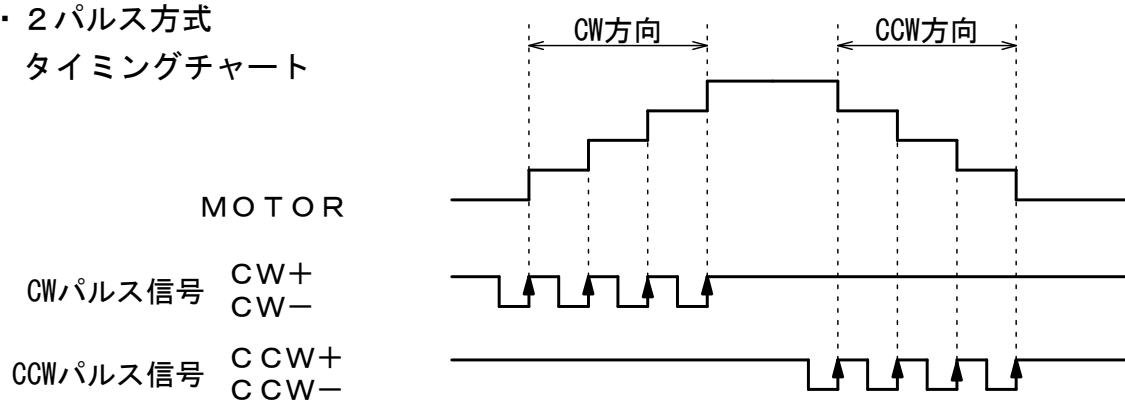 ・２パルス方式
タイミングチャート
CW方向
CCW方向
ＭＯＴＯＲ
CWパルス信号
ＣＷ＋
ＣＷ－
CCWパルス信号
ＣＣＷ＋
ＣＣＷ－